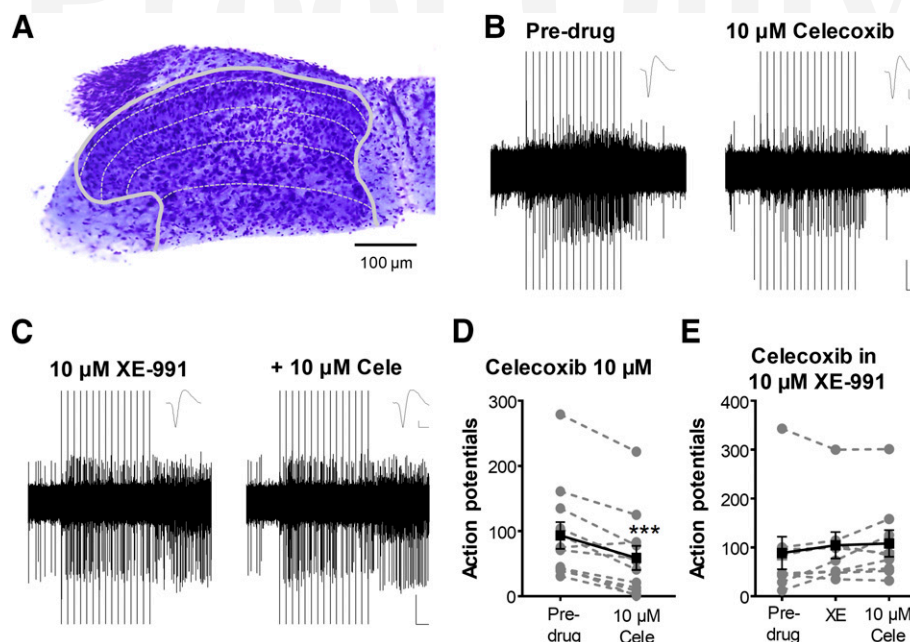 A
100 µm
B
Pre-drug
10 µM Celecoxib
C
10 µM XE-991
+ 10 µM Cele
D
Celecoxib 10 µM
Action potentials
300
200
100
0
***
Pre-
drug
10 µM
Cele
E
Celecoxib in
10 µM XE-991
Action potentials
400
300
200
100
0
Pre-
drug
XE
10 µM
Cele